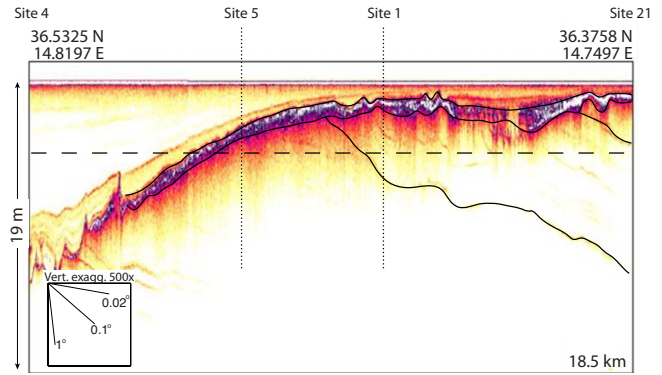 Site 4
Site 5
Site 1
Site 21
36.5325 N
14.8197 E
36.3758 N
14.7497 E
19 m
Vert. exagg. 500x
0.02°
0.1°
1°
18.5 km